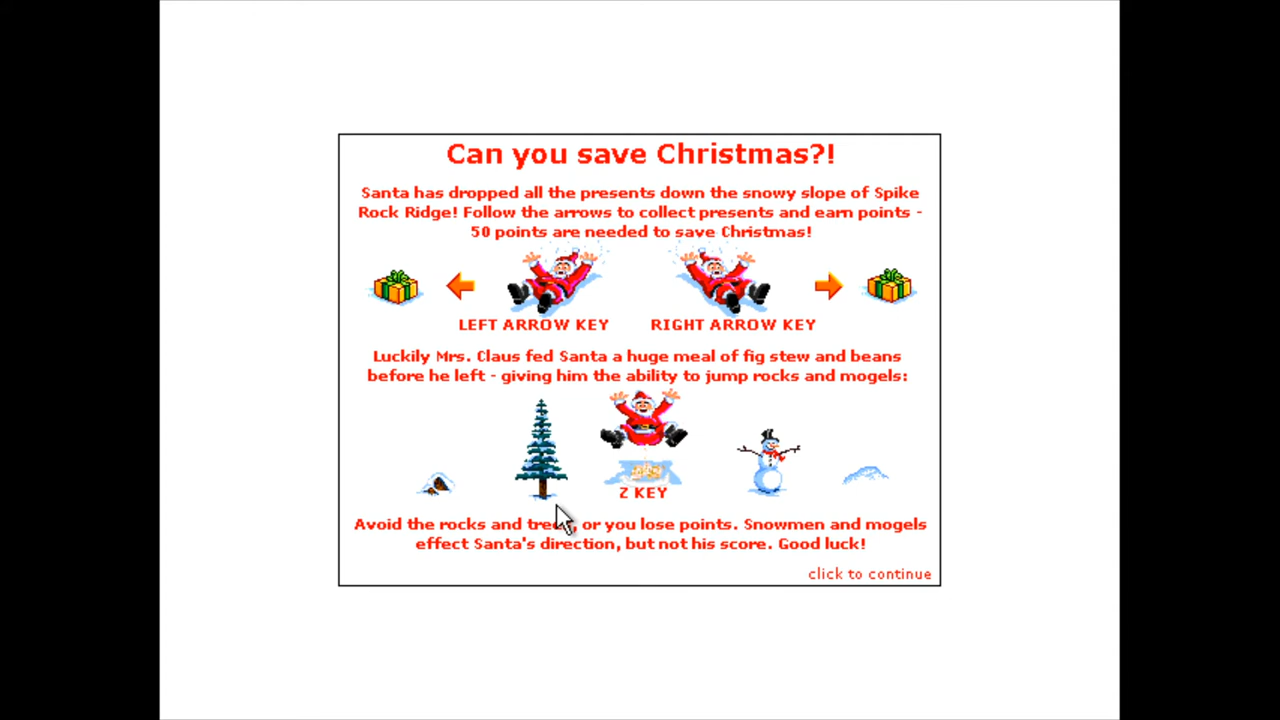 Can you save Christmas?!
Santa has dropped all the presents down the snowy slope of Spike
Rock Ridge! Follow the arrows to collect presents and earn points -
50 points are needed to save Christmas!
LEFT ARROW KEY RIGHT ARROW KEY
Luckily Mrs. Claus fed Santa a huge meal of fig stew and beans
before he left - giving him the ability to jump rocks and mogels:
Z KEY
Avoid the rocks and trees, or you lose points. Snowmen and mogels
effect Santa's direction, but not his score. Good luck!
click to continue